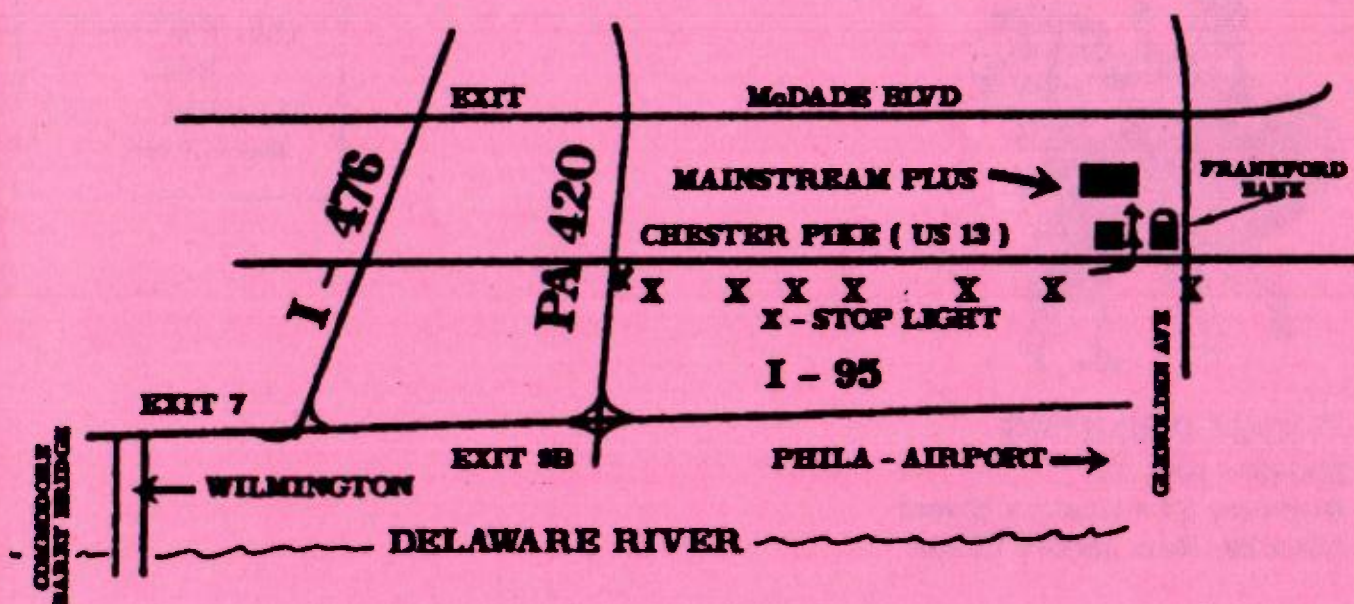 EXIT
McDADE BLVD
I - 476
PA 420
MAINSTREAM PLUS
FRANKFORD
BANK
CHESTER PIKE ( US 13 )
X X X X X X X X
X - STOP LIGHT
I - 95
GLENOLDEN AVE
EXIT 7
EXIT 9B
PHILA - AIRPORT
COMMODORE
BARRY BRIDGE
WILMINGTON
DELAWARE RIVER